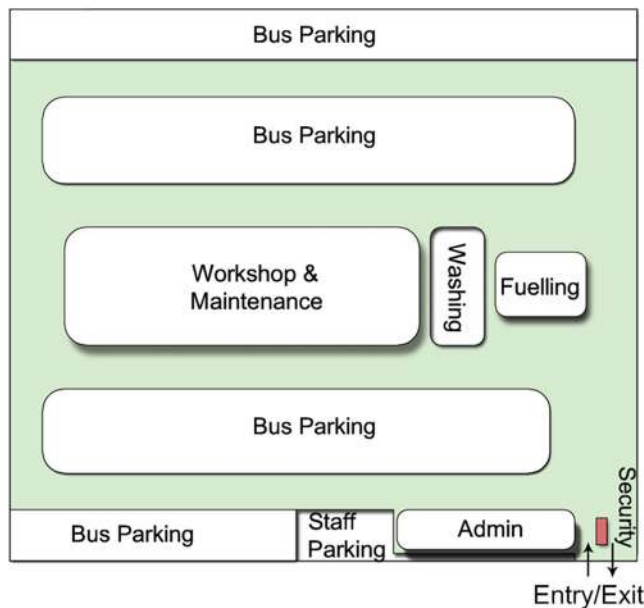 Bus Parking
Bus Parking
Workshop &
Maintenance
Washing
Fuelling
Bus Parking
Bus Parking
Staff
Parking
Admin
Security
Entry/Exit